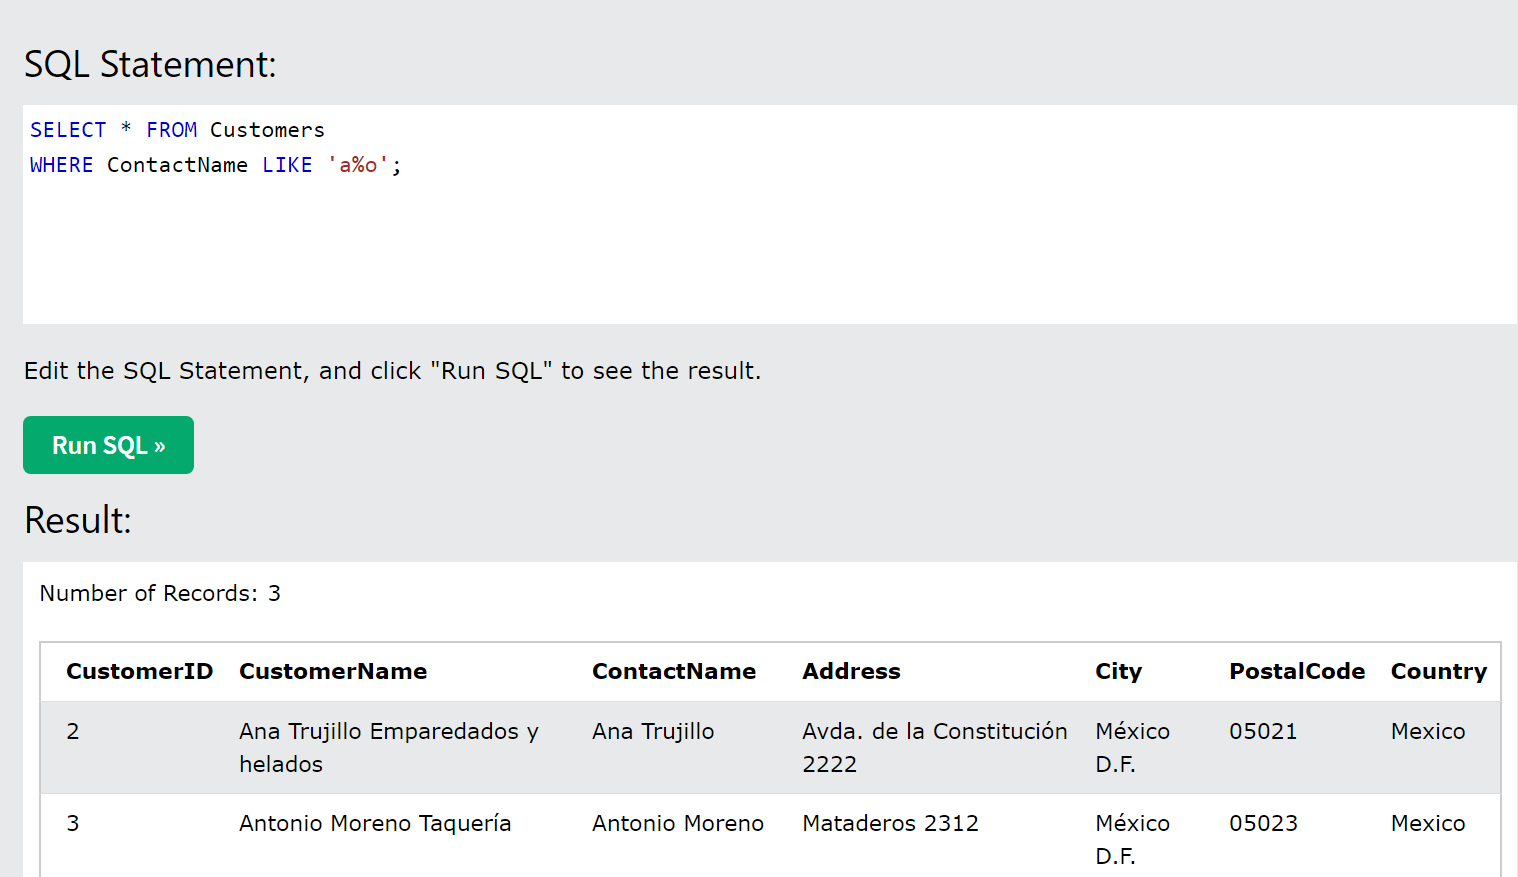 SQL Statement:
SELECT * FROM Customers
WHERE ContactName LIKE 'a%o';
Edit the SQL Statement, and click "Run SQL" to see the result.
Run SQL »
Result:
Number of Records: 3
CustomerID CustomerName ContactName Address City PostalCode Country
2 Ana Trujillo Emparedados y Ana Trujillo Avda. de la Constitución México 05021 Mexico
helados 2222 D.F.
3 Antonio Moreno Taquería Antonio Moreno Mataderos 2312 México 05023 Mexico
D.F.